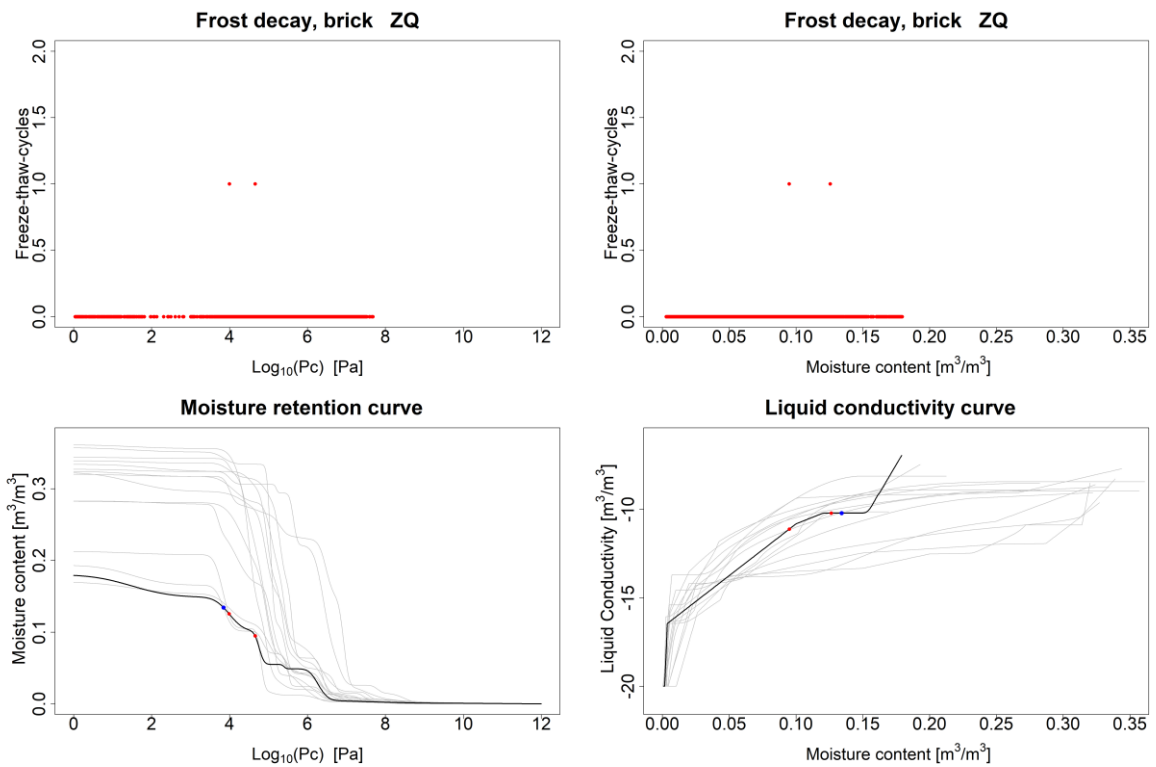 Frost decay, brick ZQ
Freeze-thaw-cycles
2.0
1.5
1.0
0.5
0.0
0 2 4 6 8 10 12
Log₁₀(Pc) [Pa]
Frost decay, brick ZQ
Freeze-thaw-cycles
2.0
1.5
1.0
0.5
0.0
0.00 0.05 0.10 0.15 0.20 0.25 0.30 0.35
Moisture content [m³/m³]
Moisture retention curve
Moisture content [m³/m³]
0.3
0.2
0.1
0.0
0 2 4 6 8 10 12
Log₁₀(Pc) [Pa]
Liquid conductivity curve
Liquid Conductivity [m³/m³]
-10
-15
-20
0.00 0.05 0.10 0.15 0.20 0.25 0.30 0.35
Moisture content [m³/m³]